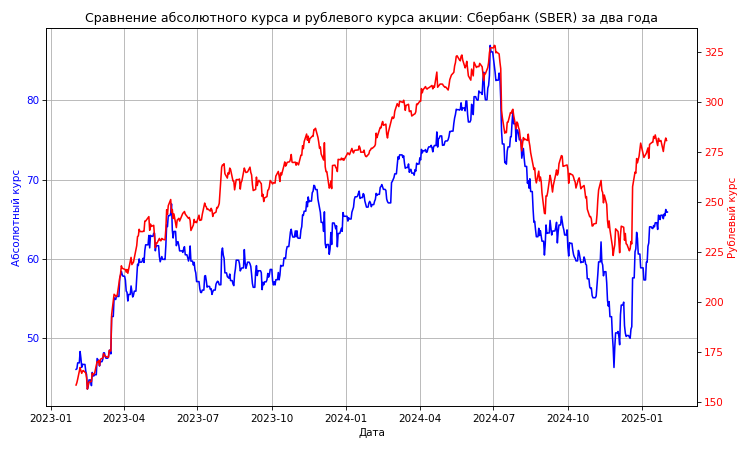 Сравнение абсолютного курса и рублевого курса акции: Сбербанк (SBER) за два года
Абсолютный курс
80
70
60
50
325
300
275
250
225
200
175
150
Рублевый курс
2023-01 2023-04 2023-07 2023-10 2024-01 2024-04 2024-07 2024-10 2025-01
Дата